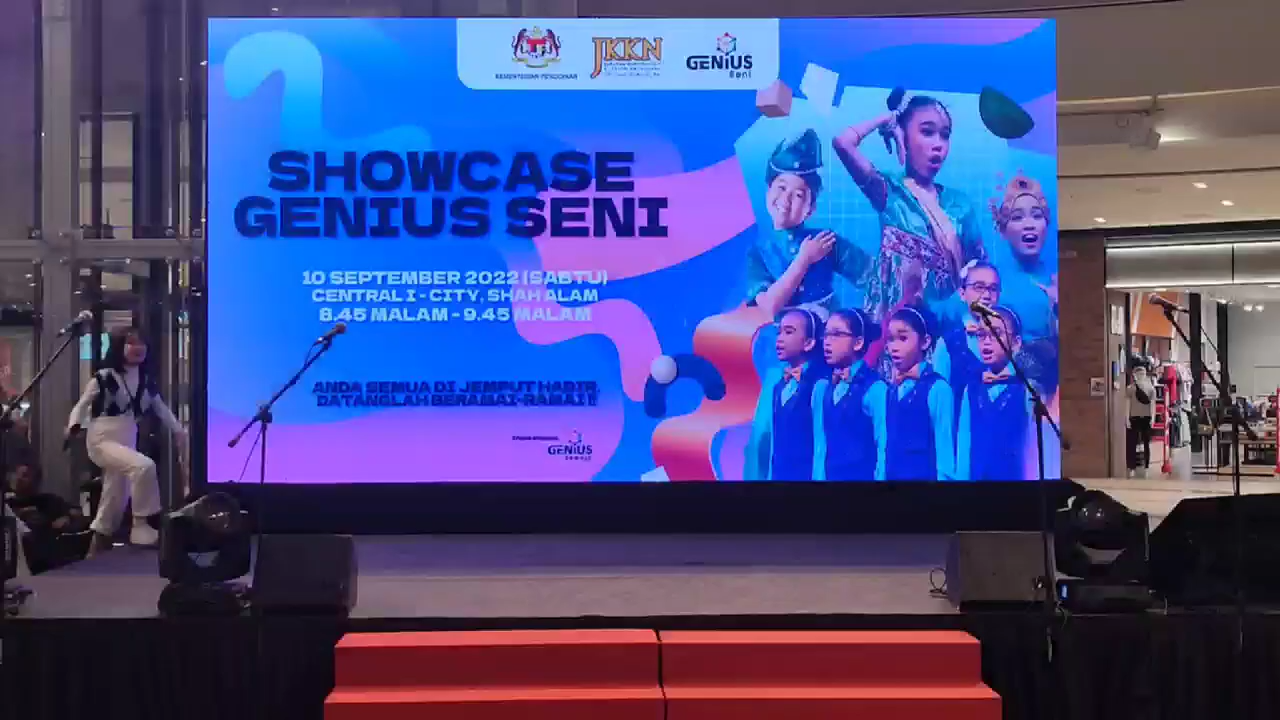 KEMENTERIAN PENDIDIKAN
JKKN
GENiUS
Seni
SHOWCASE
GENIUS SENI
10 SEPTEMBER 2022 (SABTU)
CENTRAL I - CITY, SHAH ALAM
8.45 MALAM - 9.45 MALAM
ANDA SEMUA DI JEMPUT HADIR.
DATANGLAH BERAMAI-RAMAI !!
GENiUS